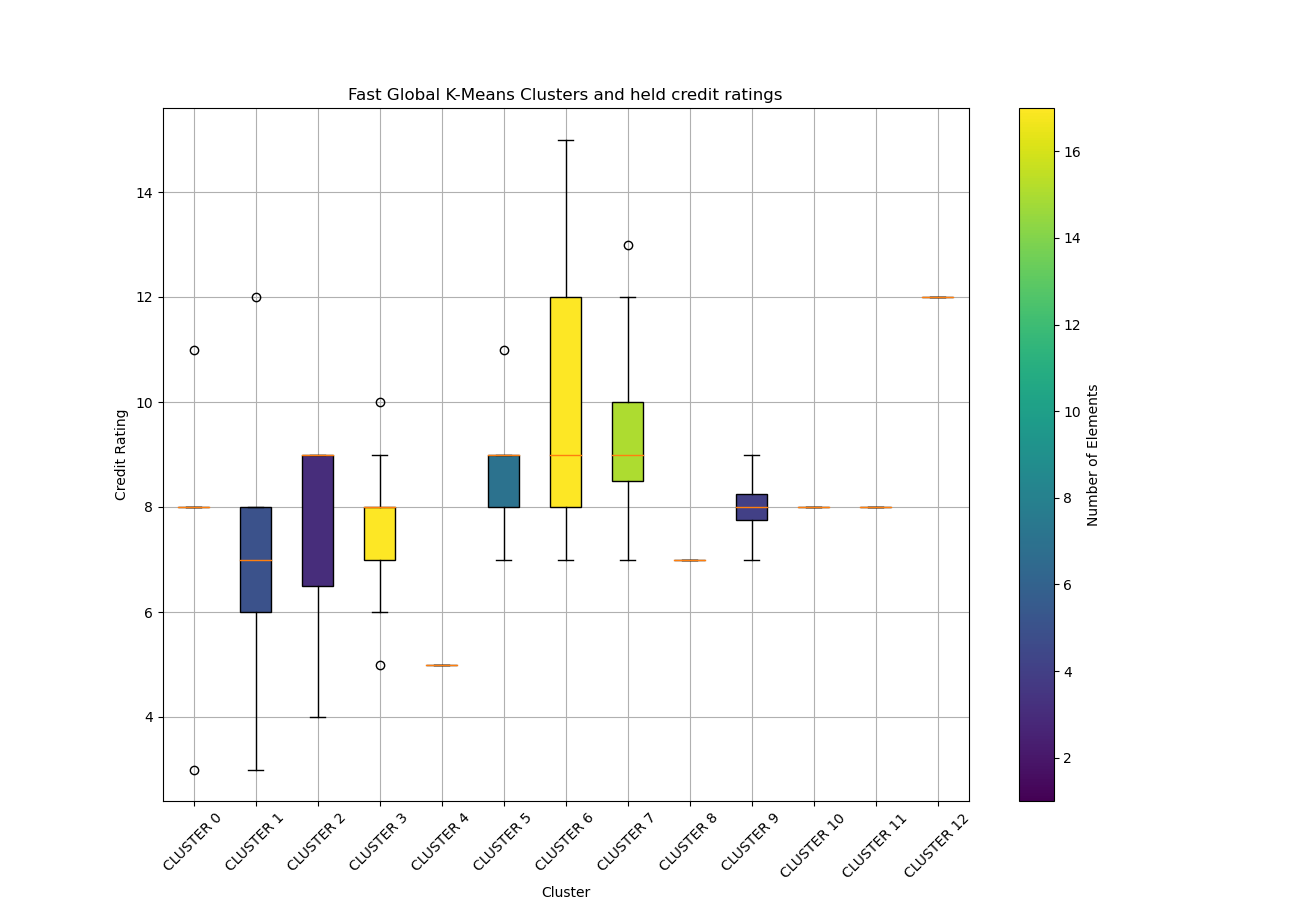 Fast Global K-Means Clusters and held credit ratings
Credit Rating
14
12
10
8
6
4
CLUSTER 0
CLUSTER 1
CLUSTER 2
CLUSTER 3
CLUSTER 4
CLUSTER 5
CLUSTER 6
CLUSTER 7
CLUSTER 8
CLUSTER 9
CLUSTER 10
CLUSTER 11
CLUSTER 12
Cluster
16
14
12
10
8
6
4
2
Number of Elements